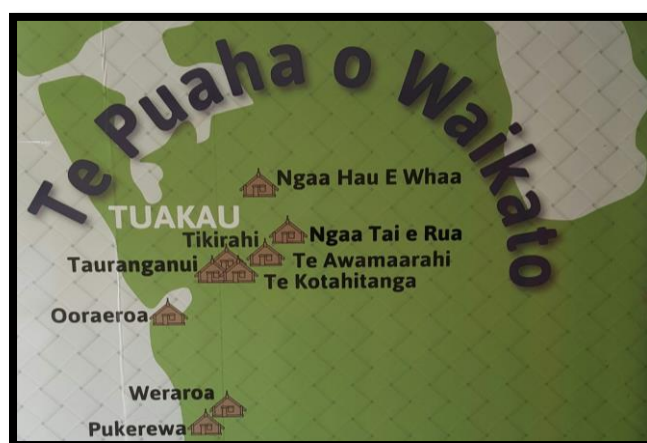 Te Puaha o Waikato
Ngaa Hau E Whaa
TUAKAU
Tikirahi
Ngaa Tai e Rua
Tauranganui
Te Awamaarahi
Te Kotahitanga
Ooraeroa
Weraroa
Pukerewa